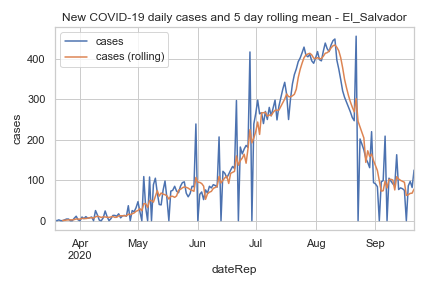 New COVID-19 daily cases and 5 day rolling mean - El_Salvador
cases
cases (rolling)
400
300
200
100
0
cases
Apr
2020
May
Jun
Jul
Aug
Sep
dateRep